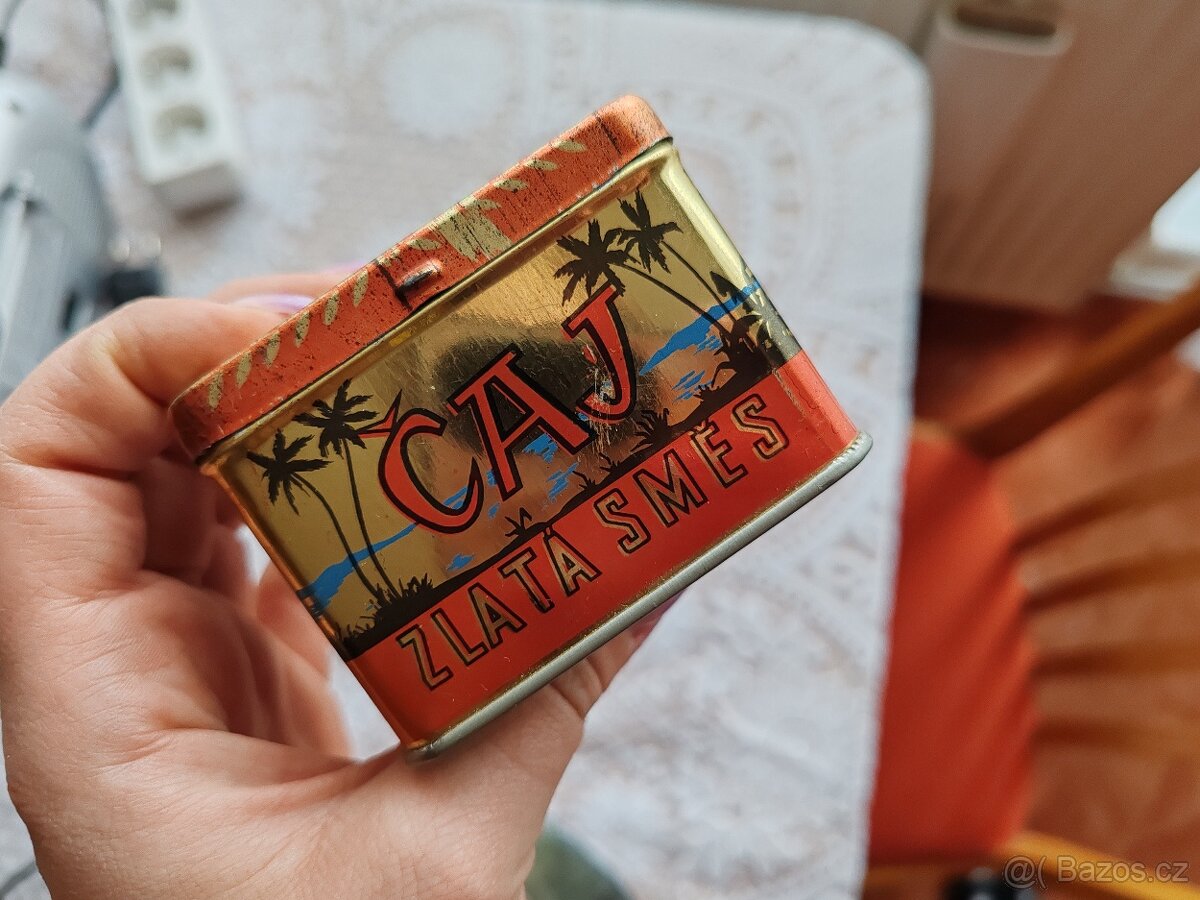 ČAJ
ZLATÁ SMĚS
@( Bazos.cz